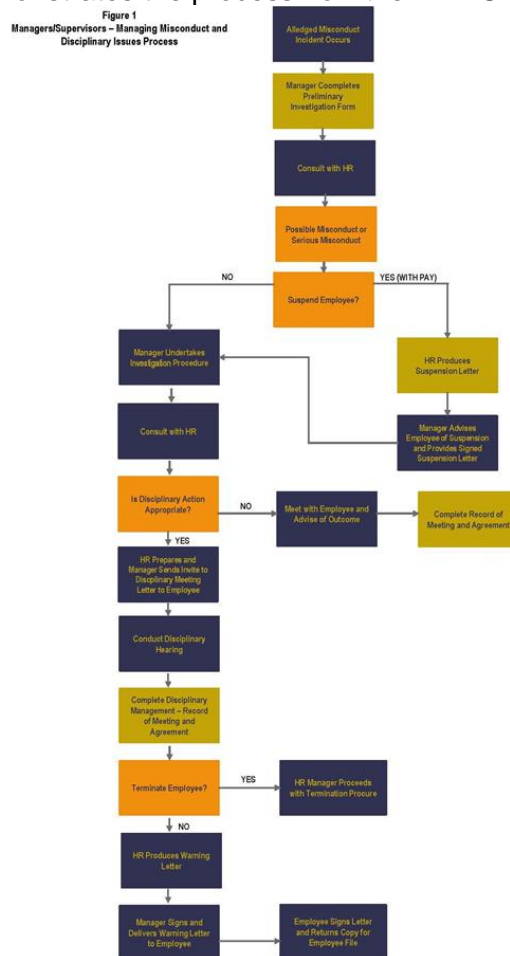 Figure 1
Managers/Supervisors – Managing Misconduct and
Disciplinary Issues Process
Alledged Misconduct
Incident Occurs
Manager Coompletes
Preliminary
Investigation Form
Consult with HR
Possible Misconduct or
Serious Misconduct
NO
YES (WITH PAY)
Suspend Employee?
Manager Undertakes
Investigation Procedure
HR Produces
Suspension Letter
Consult with HR
Manager Advises
Employee of Suspension
and Provides Signed
Suspension Letter
Is Disciplinary Action
Appropriate?
NO
Meet with Employee and
Advise of Outcome
Complete Record of
Meeting and Agreement
YES
HR Prepares and
Manager Sends Invite to
Discplinary Meeting
Letter to Employee
Conduct Disciplinary
Hearing
Complete Disciplinary
Management – Record
of Meeting and
Agreement
Terminate Employee?
YES
HR Manager Proceeds
with Termination Procure
NO
HR Produces Warning
Letter
Manager Signs and
Delivers Warning Letter
to Employee
Employee Signs Letter
and Returns Copy for
Employee File